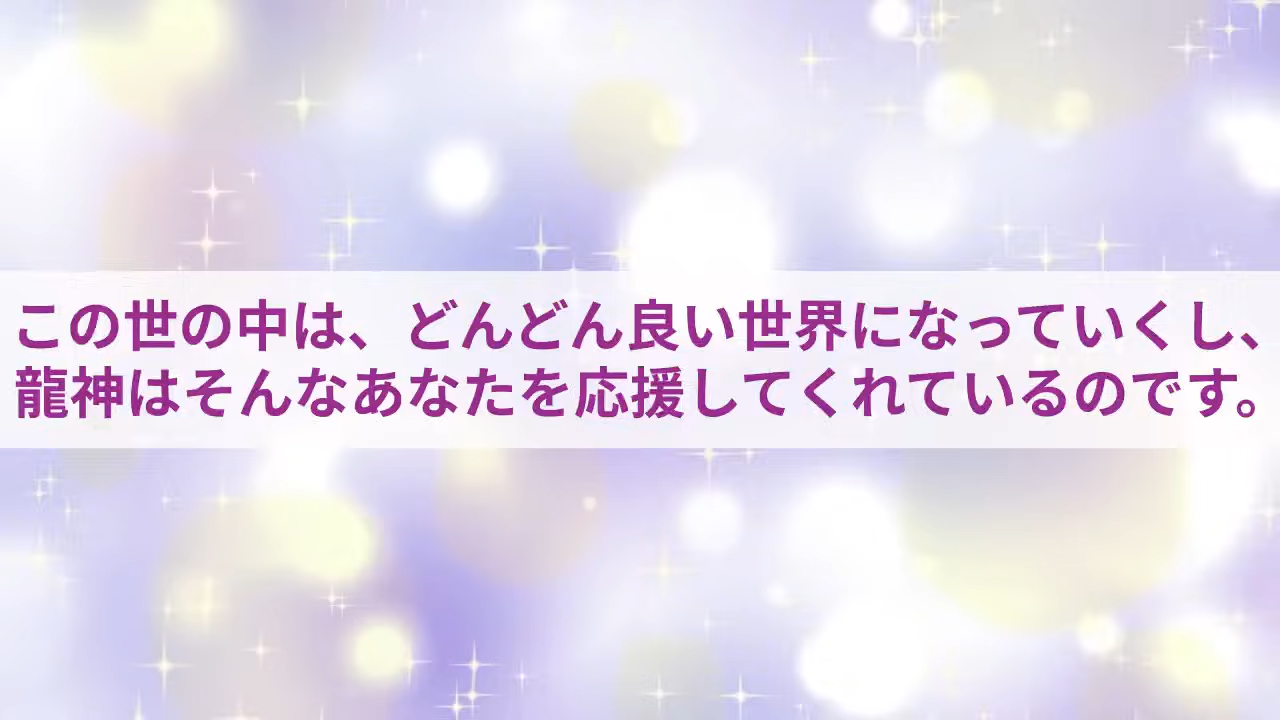 この世の中は、どんどん良い世界になっていくし、
龍神はそんなあなたを応援してくれているのです。